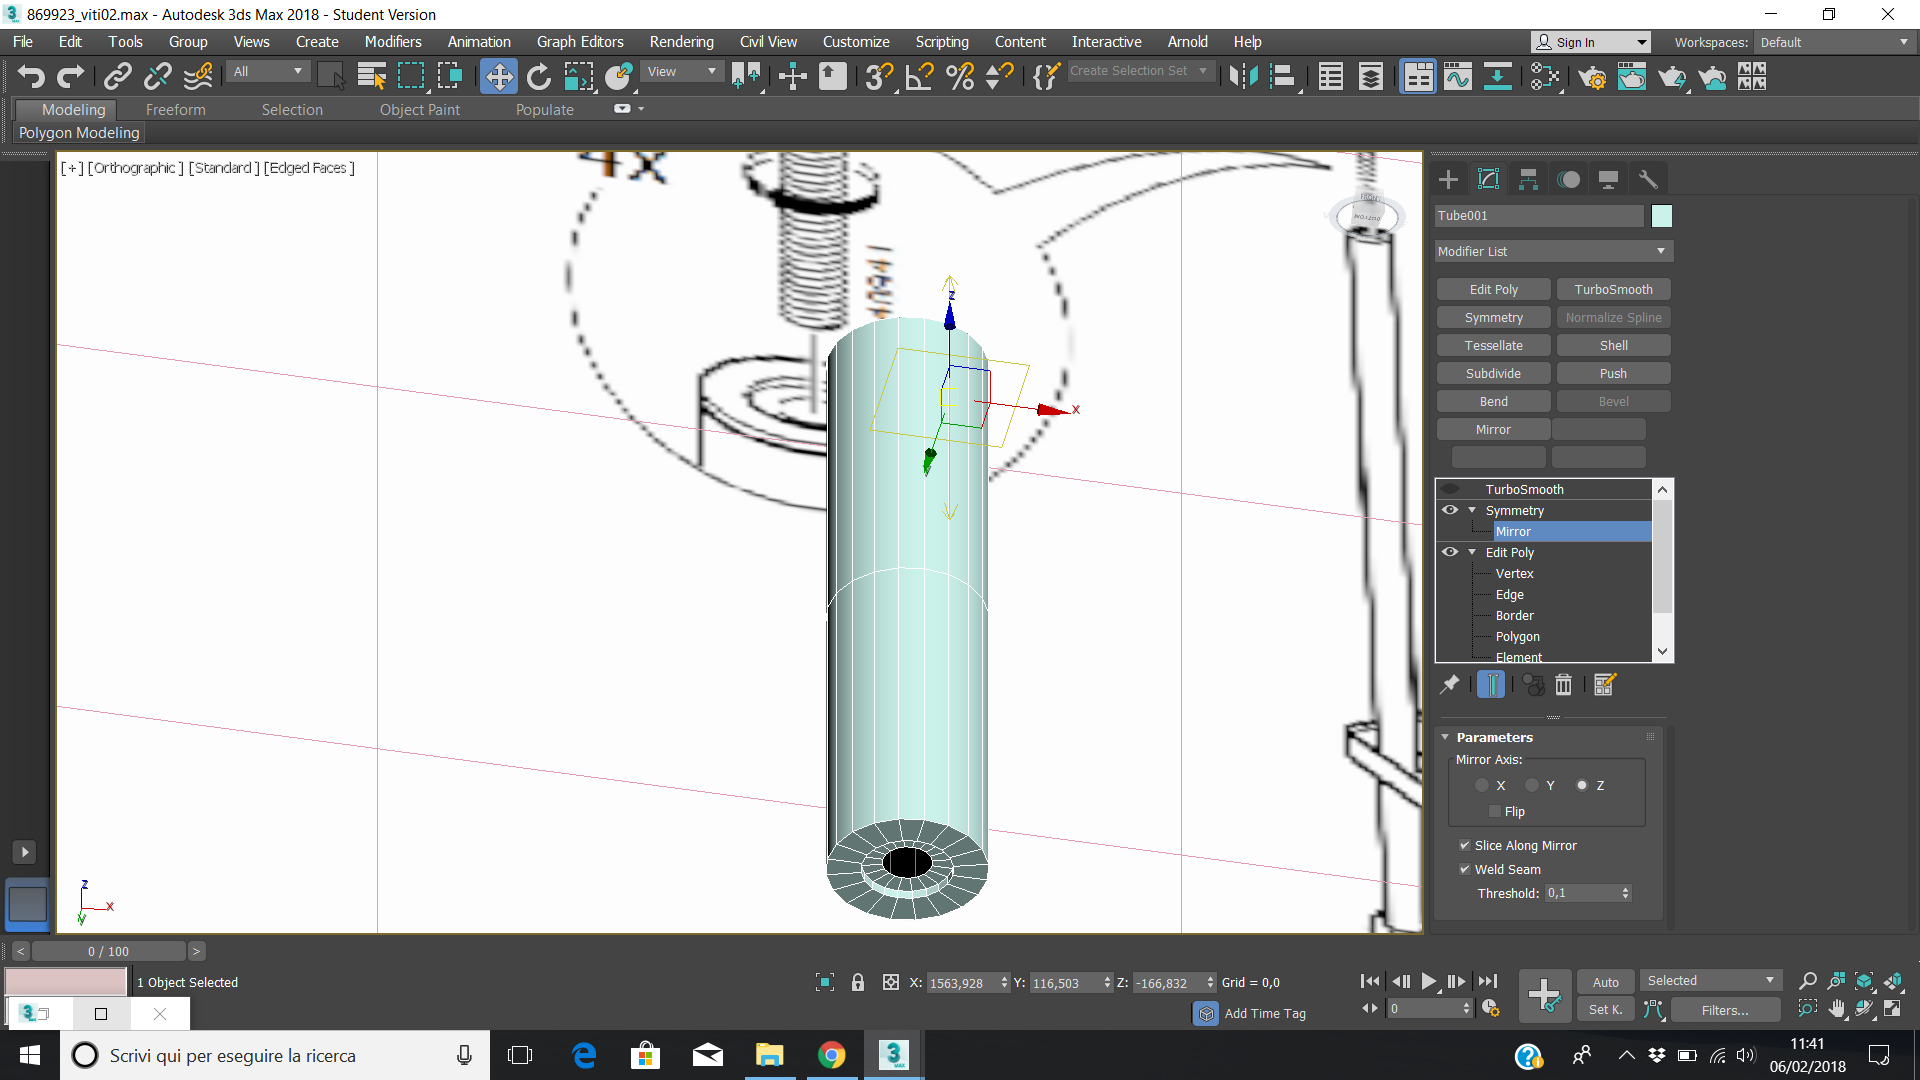 869923_viti02.max - Autodesk 3ds Max 2018 - Student Version
File Edit Tools Group Views Create Modifiers Animation Graph Editors Rendering Civil View Customize Scripting Content Interactive Arnold Help
Sign In
Workspaces: Default
All
View
Create Selection Set
Modeling Freeform Selection Object Paint Populate
Polygon Modeling
[+] [Orthographic ] [Standard ] [Edged Faces ]
4x
z
x
FRONT
Tube001
Modifier List
Edit Poly TurboSmooth
Symmetry Normalize Spline
Tessellate Shell
Subdivide Push
Bend Bevel
Mirror
TurboSmooth
Symmetry
Mirror
Edit Poly
Vertex
Edge
Border
Polygon
Element
Parameters
Mirror Axis:
X Y Z
Flip
Slice Along Mirror
Weld Seam
Threshold: 0,1
z
x
y
< 0 / 100 >
1 Object Selected
X: 1563,928 Y: 116,503 Z: -166,832 Grid = 0,0
Add Time Tag
0
Auto Selected
Set K. Filters...
Scrivi qui per eseguire la ricerca
11:41
06/02/2018